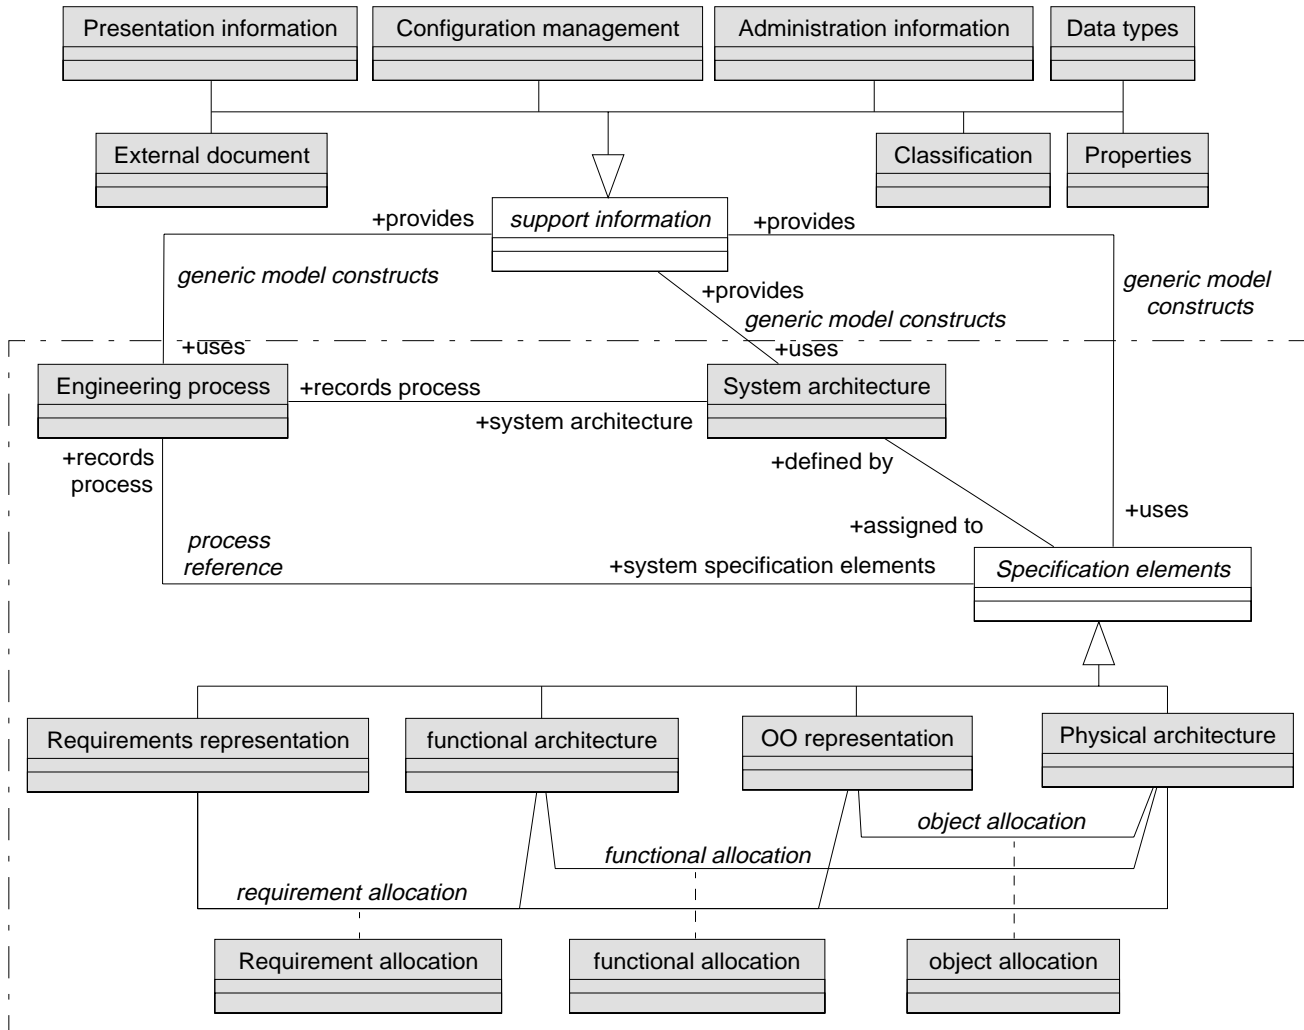 Presentation information
Configuration management
Administration information
Data types
External document
Classification
Properties
support information
+provides
+provides
generic model constructs
+provides
generic model constructs
generic model
constructs
+uses
+uses
Engineering process
+records process
System architecture
+system architecture
+records
process
+defined by
+uses
+assigned to
process
reference
+system specification elements
Specification elements
Requirements representation
functional architecture
OO representation
Physical architecture
object allocation
functional allocation
requirement allocation
Requirement allocation
functional allocation
object allocation